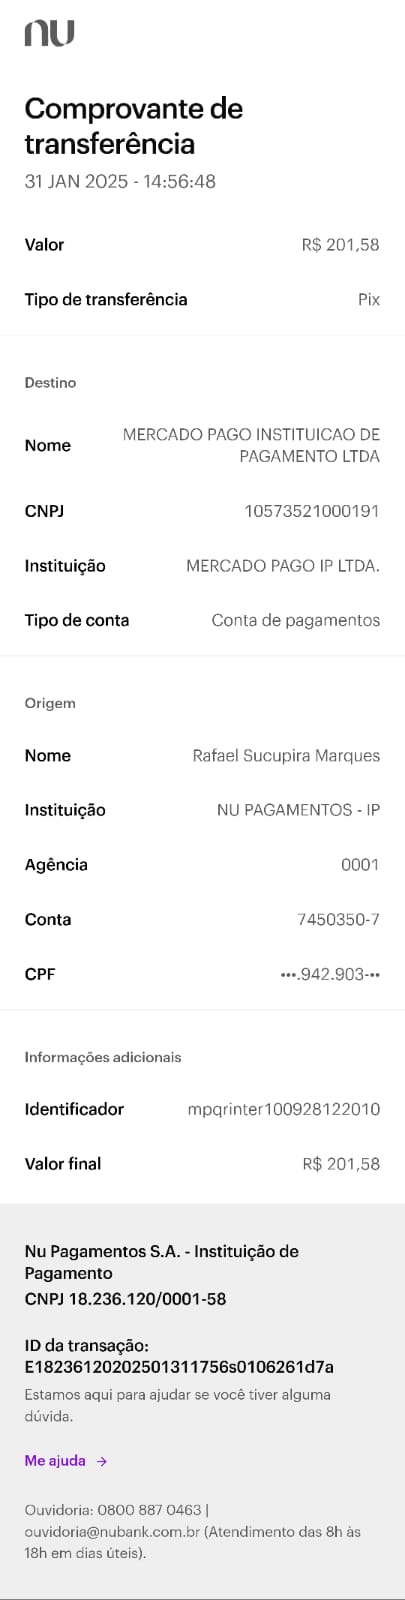 nu
Comprovante de
transferência
31 JAN 2025 - 14:56:48
Valor R$ 201,58
Tipo de transferência Pix
Destino
Nome MERCADO PAGO INSTITUICAO DE
PAGAMENTO LTDA
CNPJ 10573521000191
Instituição MERCADO PAGO IP LTDA.
Tipo de conta Conta de pagamentos
Origem
Nome Rafael Sucupira Marques
Instituição NU PAGAMENTOS - IP
Agência 0001
Conta 7450350-7
CPF •••.942.903-••
Informações adicionais
Identificador mpqrinter100928122010
Valor final R$ 201,58
Nu Pagamentos S.A. - Instituição de
Pagamento
CNPJ 18.236.120/0001-58
ID da transação:
E18236120202501311756s0106261d7a
Estamos aqui para ajudar se você tiver alguma
dúvida.
Me ajuda →
Ouvidoria: 0800 887 0463 |
ouvidoria@nubank.com.br (Atendimento das 8h às
18h em dias úteis).